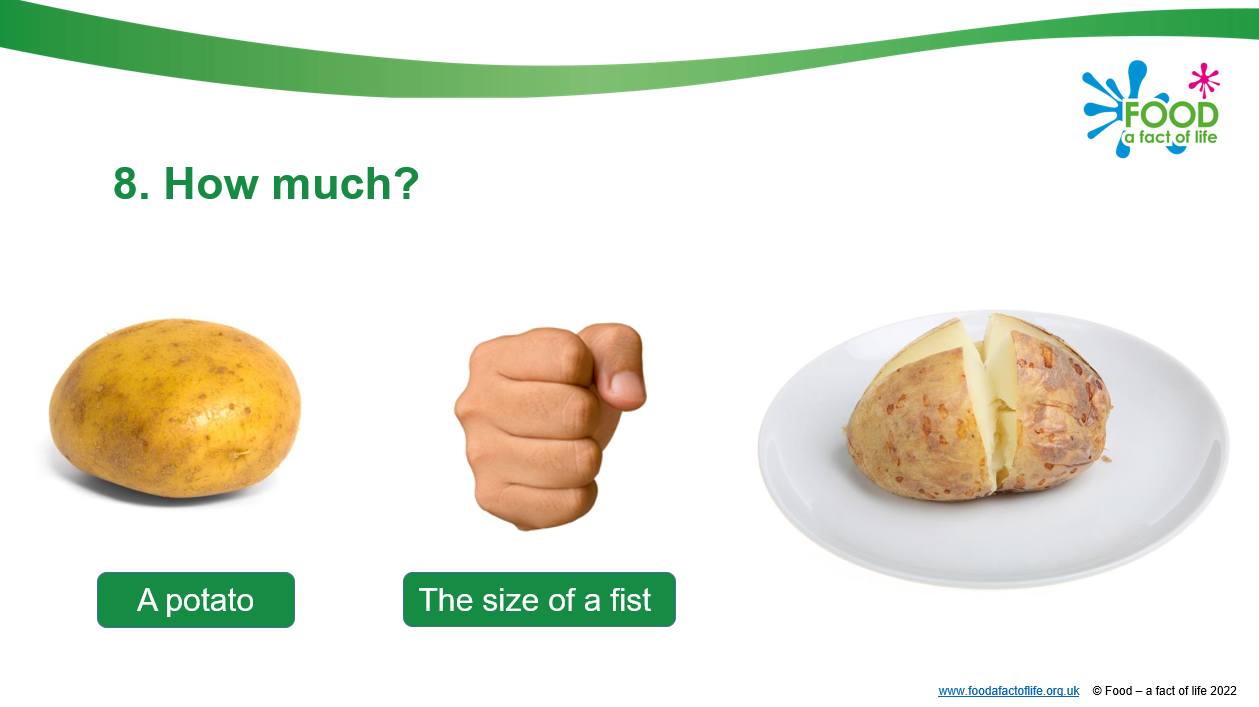 FOOD
a fact of life
8. How much?
A potato
The size of a fist
www.foodafactoflife.org.uk © Food – a fact of life 2022